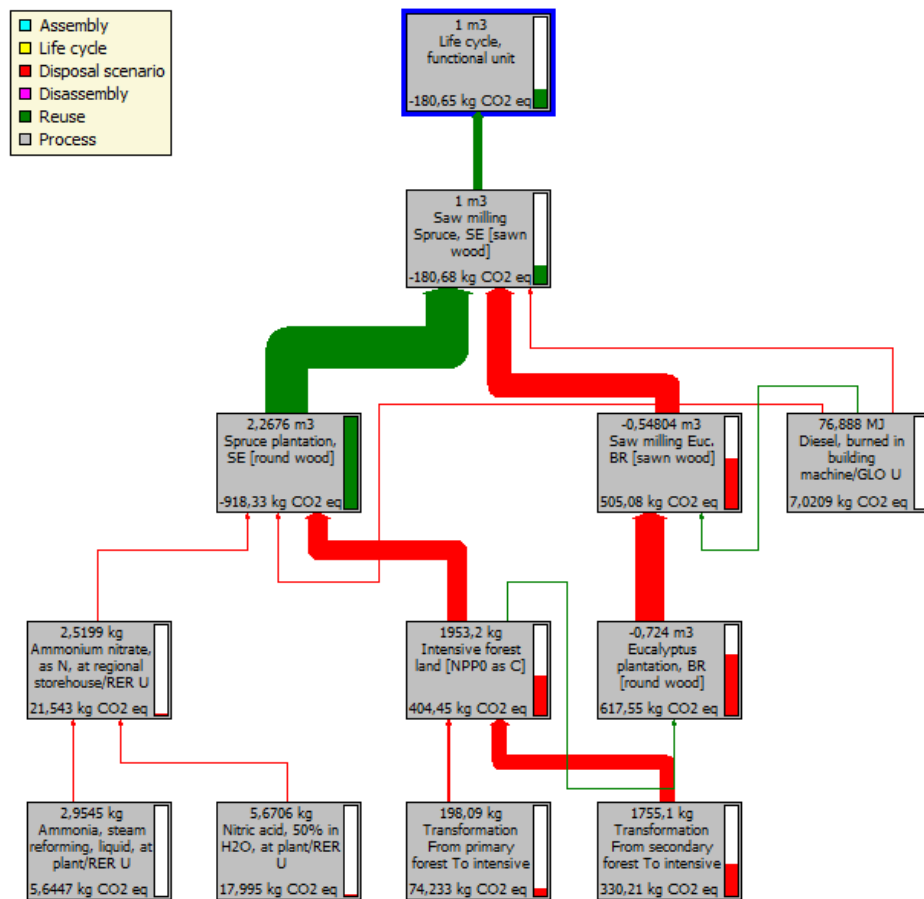 Assembly
Life cycle
Disposal scenario
Disassembly
Reuse
Process
1 m3
Life cycle,
functional unit
-180,65 kg CO2 eq
1 m3
Saw milling
Spruce, SE [sawn
wood]
-180,68 kg CO2 eq
2,2676 m3
Spruce plantation,
SE [round wood]
-918,33 kg CO2 eq
-0,54804 m3
Saw milling Euc.
BR [sawn wood]
505,08 kg CO2 eq
76,888 MJ
Diesel, burned in
building
machine/GLO U
7,0209 kg CO2 eq
2,5199 kg
Ammonium nitrate,
as N, at regional
storehouse/RER U
21,543 kg CO2 eq
1953,2 kg
Intensive forest
land [NPP0 as C]
404,45 kg CO2 eq
-0,724 m3
Eucalyptus
plantation, BR
[round wood]
617,55 kg CO2 eq
2,9545 kg
Ammonia, steam
reforming, liquid, at
plant/RER U
5,6447 kg CO2 eq
5,6706 kg
Nitric acid, 50% in
H2O, at plant/RER
U
17,995 kg CO2 eq
198,09 kg
Transformation
From primary
forest To intensive
74,233 kg CO2 eq
1755,1 kg
Transformation
From secondary
forest To intensive
330,21 kg CO2 eq